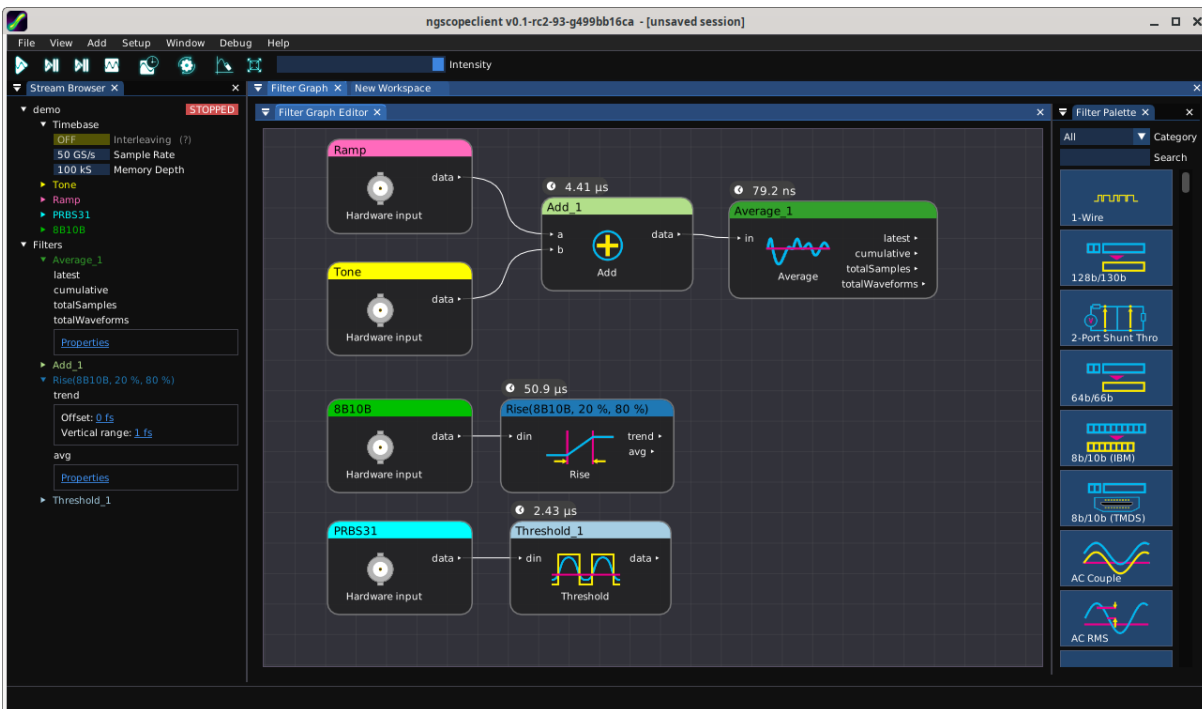 ngscopeclient v0.1-rc2-93-g499bb16ca - [unsaved session]
File View Add Setup Window Debug Help
Intensity
Stream Browser
demo STOPPED
Timebase
OFF Interleaving (?)
50 GS/s Sample Rate
100 kS Memory Depth
Tone
Ramp
PRBS31
8B10B
Filters
Average_1
latest
cumulative
totalSamples
totalWaveforms
Properties
Add_1
Rise(8B10B, 20 %, 80 %)
trend
Offset: 0 fs
Vertical range: 1 fs
avg
Properties
Threshold_1
Filter Graph New Workspace
Filter Graph Editor
Ramp
data
Hardware input
Tone
data
Hardware input
4.41 µs
Add_1
a
b
data
Add
79.2 ns
Average_1
in
latest
cumulative
totalSamples
totalWaveforms
Average
8B10B
data
Hardware input
50.9 µs
Rise(8B10B, 20 %, 80 %)
din
trend
avg
Rise
PRBS31
data
Hardware input
2.43 µs
Threshold_1
din
data
Threshold
Filter Palette
All Category
Search
1-Wire
128b/130b
2-Port Shunt Thro
64b/66b
8b/10b (IBM)
8b/10b (TMDS)
AC Couple
AC RMS